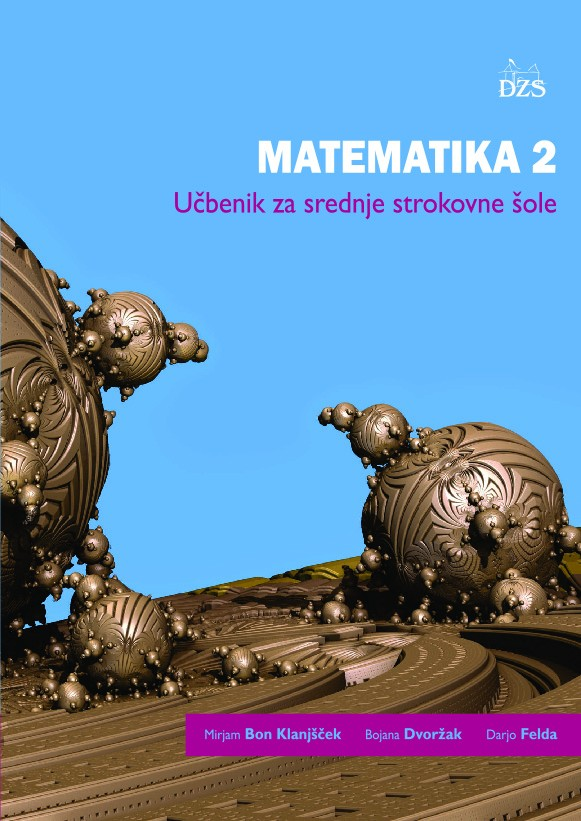 DZS
MATEMATIKA 2
Učbenik za srednje strokovne šole
Mirjam Bon Klanjšček Bojana Dvoržak Darjo Felda